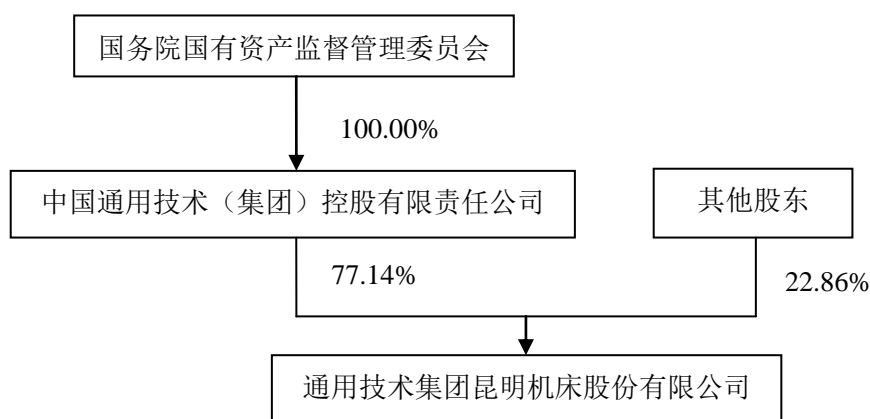 国务院国有资产监督管理委员会
100.00%
中国通用技术（集团）控股有限责任公司
其他股东
77.14%
22.86%
通用技术集团昆明机床股份有限公司